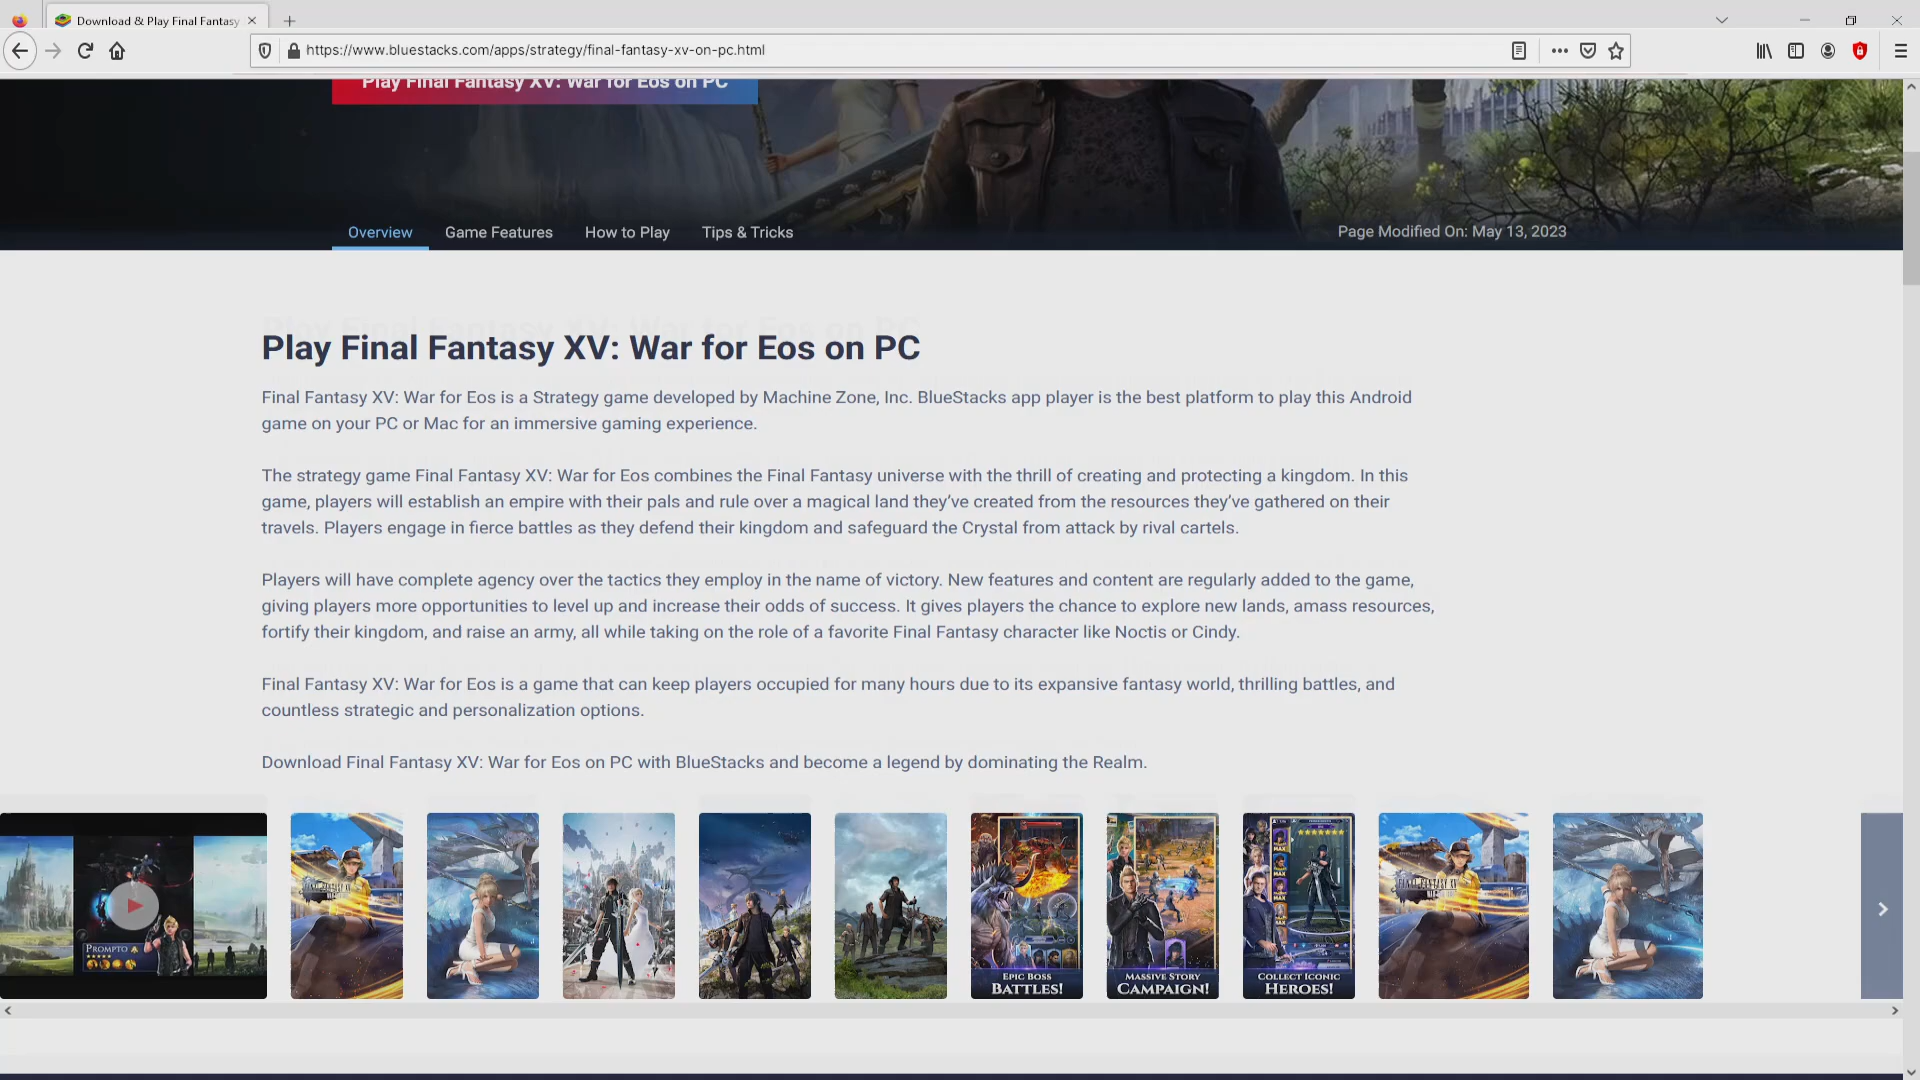 Download & Play Final Fantasy
https://www.bluestacks.com/apps/strategy/final-fantasy-xv-on-pc.html
Play Final Fantasy XV: War for Eos on PC
Overview
Game Features
How to Play
Tips & Tricks
Page Modified On: May 13, 2023
Play Final Fantasy XV: War for Eos on PC
Final Fantasy XV: War for Eos is a Strategy game developed by Machine Zone, Inc. BlueStacks app player is the best platform to play this Android
game on your PC or Mac for an immersive gaming experience.
The strategy game Final Fantasy XV: War for Eos combines the Final Fantasy universe with the thrill of creating and protecting a kingdom. In this
game, players will establish an empire with their pals and rule over a magical land they’ve created from the resources they’ve gathered on their
travels. Players engage in fierce battles as they defend their kingdom and safeguard the Crystal from attack by rival cartels.
Players will have complete agency over the tactics they employ in the name of victory. New features and content are regularly added to the game,
giving players more opportunities to level up and increase their odds of success. It gives players the chance to explore new lands, amass resources,
fortify their kingdom, and raise an army, all while taking on the role of a favorite Final Fantasy character like Noctis or Cindy.
Final Fantasy XV: War for Eos is a game that can keep players occupied for many hours due to its expansive fantasy world, thrilling battles, and
countless strategic and personalization options.
Download Final Fantasy XV: War for Eos on PC with BlueStacks and become a legend by dominating the Realm.
PROMPTO
EPIC BOSS
BATTLES!
MASSIVE STORY
CAMPAIGN!
COLLECT ICONIC
HEROES!
FINAL FANTASY XV